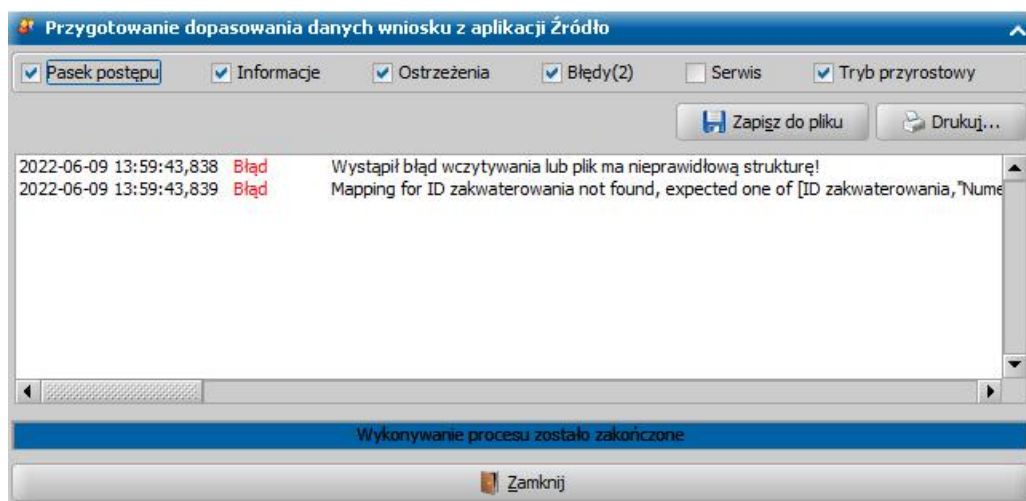 Przygotowanie dopasowania danych wniosku z aplikacji Źródło
Pasek postępu Informacje Ostrzeżenia Błędy(2) Serwis Tryb przyrostowy
Zapisz do pliku Drukuj...
2022-06-09 13:59:43,838 Błąd Wystąpił błąd wczytywania lub plik ma nieprawidłową strukturę!
2022-06-09 13:59:43,839 Błąd Mapping for ID zakwaterowania not found, expected one of [ID zakwaterowania,"Nume
Wykonywanie procesu zostało zakończone
Zamknij